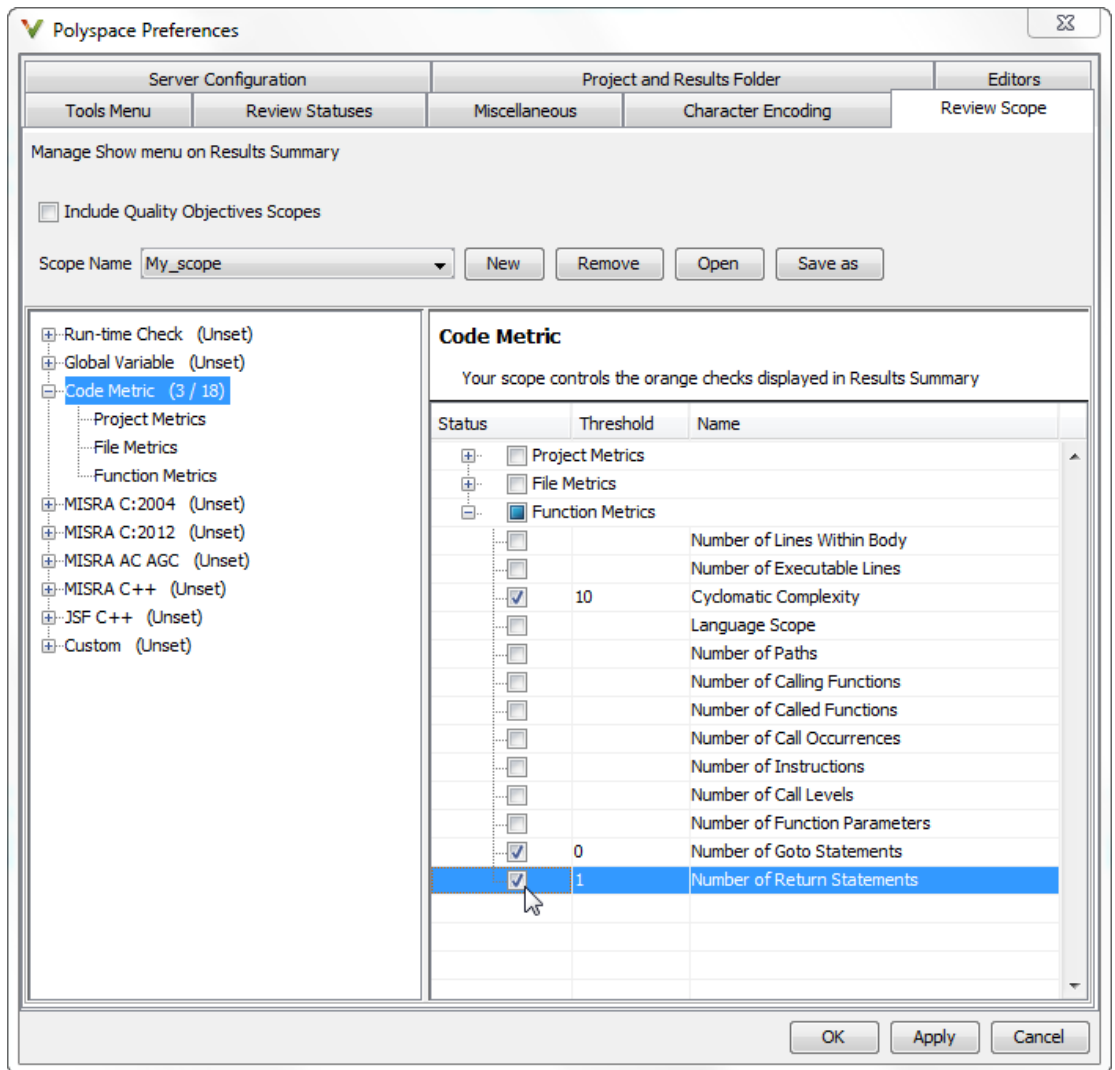 Polyspace Preferences
Server Configuration Project and Results Folder Editors
Tools Menu Review Statuses Miscellaneous Character Encoding Review Scope
Manage Show menu on Results Summary
Include Quality Objectives Scopes
Scope Name My_scope New Remove Open Save as
Run-time Check (Unset)
Global Variable (Unset)
Code Metric (3 / 18)
Project Metrics
File Metrics
Function Metrics
MISRA C:2004 (Unset)
MISRA C:2012 (Unset)
MISRA AC AGC (Unset)
MISRA C++ (Unset)
JSF C++ (Unset)
Custom (Unset)
Code Metric
Your scope controls the orange checks displayed in Results Summary
Status Threshold Name
Project Metrics
File Metrics
Function Metrics
Number of Lines Within Body
Number of Executable Lines
10 Cyclomatic Complexity
Language Scope
Number of Paths
Number of Calling Functions
Number of Called Functions
Number of Call Occurrences
Number of Instructions
Number of Call Levels
Number of Function Parameters
0 Number of Goto Statements
1 Number of Return Statements
OK Apply Cancel